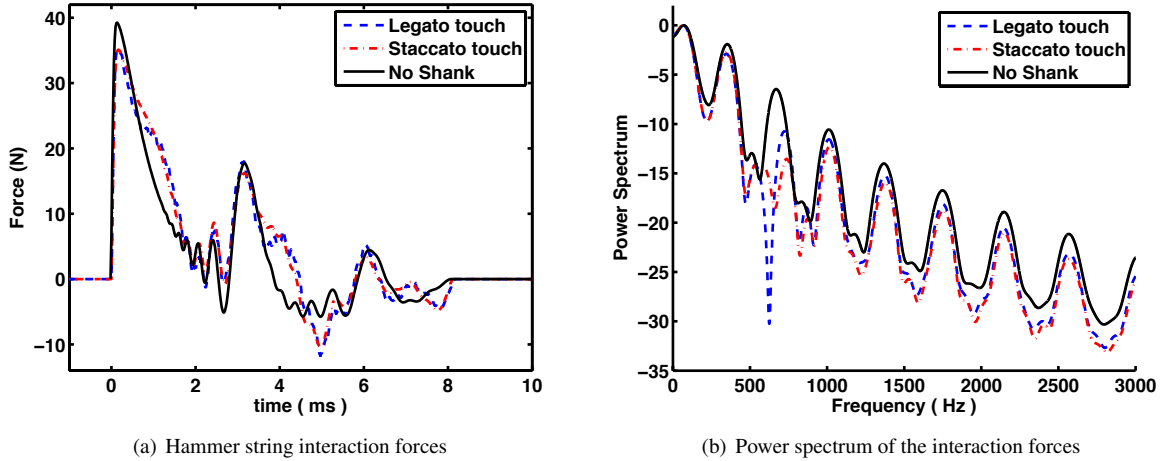 40
30
20
10
0
−10
Force (N)
0 2 4 6 8 10
time ( ms )
Legato touch
Staccato touch
No Shank
(a) Hammer string interaction forces
0
−5
−10
−15
−20
−25
−30
−35
Power Spectrum
0 500 1000 1500 2000 2500 3000
Frequency ( Hz )
Legato touch
Staccato touch
No Shank
(b) Power spectrum of the interaction forces